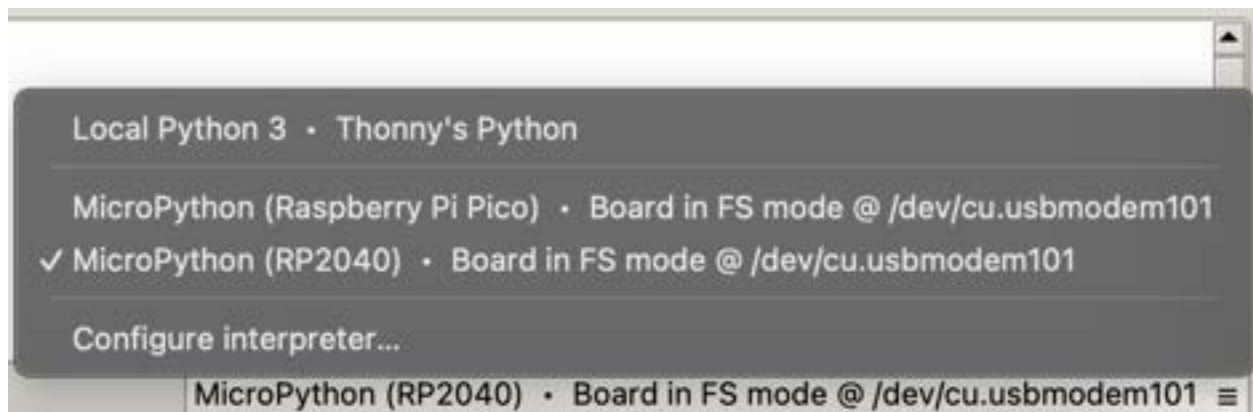 Local Python 3 • Thonny's Python
MicroPython (Raspberry Pi Pico) • Board in FS mode @ /dev/cu.usbmodem101
✓ MicroPython (RP2040) • Board in FS mode @ /dev/cu.usbmodem101
Configure interpreter...
MicroPython (RP2040) • Board in FS mode @ /dev/cu.usbmodem101 ≡